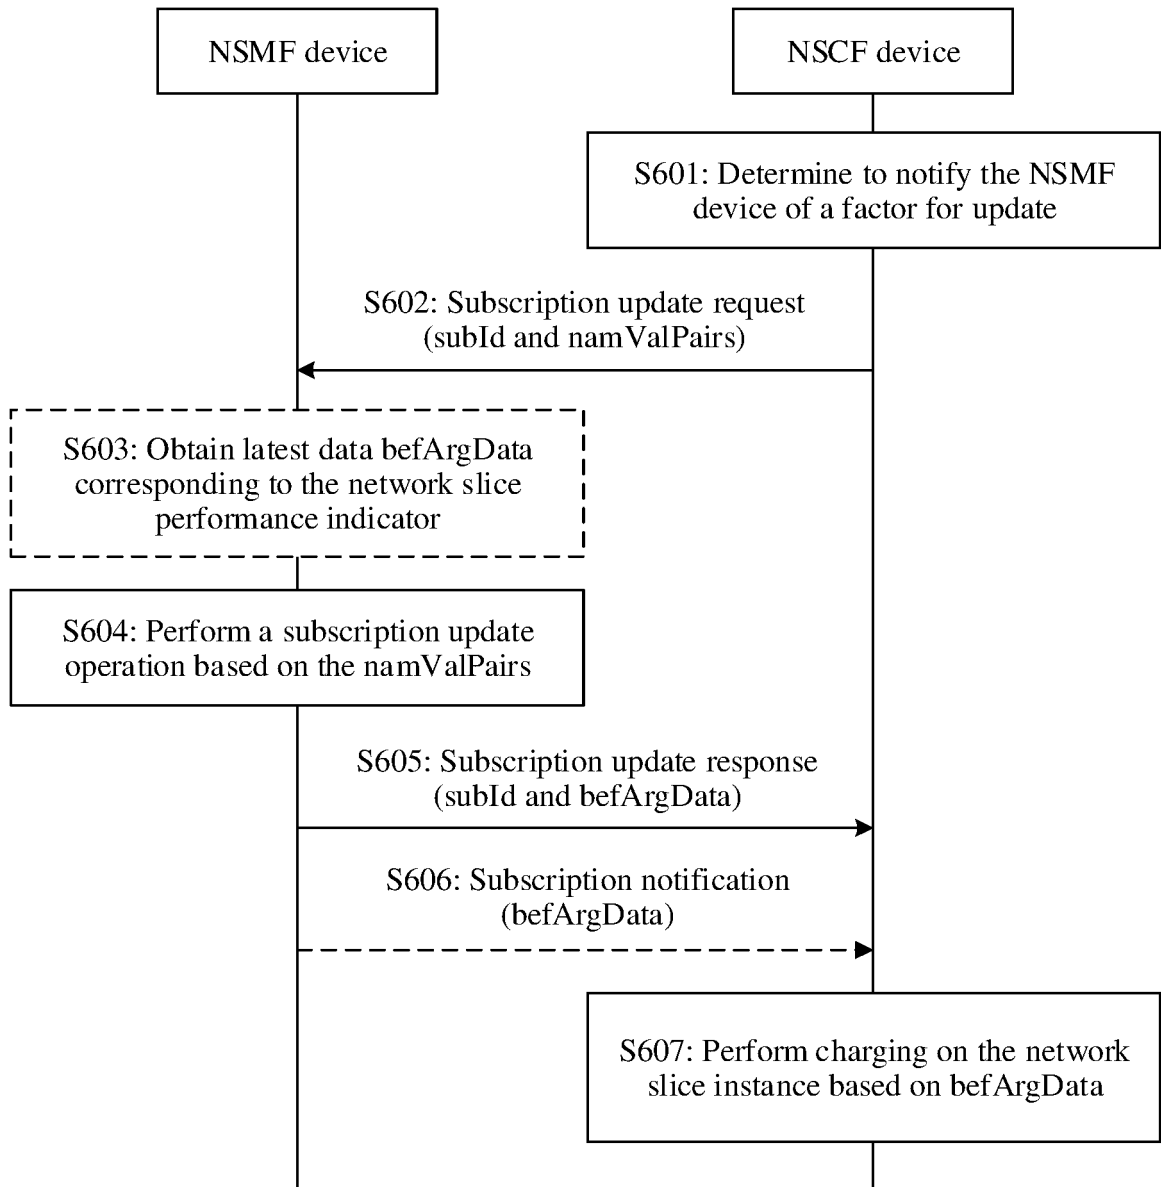 NSMF device
NSCF device
S601: Determine to notify the NSMF
device of a factor for update
S602: Subscription update request
(subId and namValPairs)
S603: Obtain latest data befArgData
corresponding to the network slice
performance indicator
S604: Perform a subscription update
operation based on the namValPairs
S605: Subscription update response
(subId and befArgData)
S606: Subscription notification
(befArgData)
S607: Perform charging on the network
slice instance based on befArgData